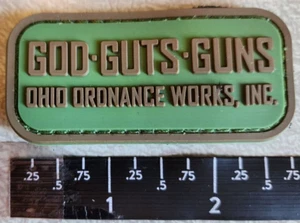 GOD·GUTS·GUNS
OHIO ORDNANCE WORKS, INC.
.25 .5 .75 1 .25 .5 .75 2 .25 .5 .75